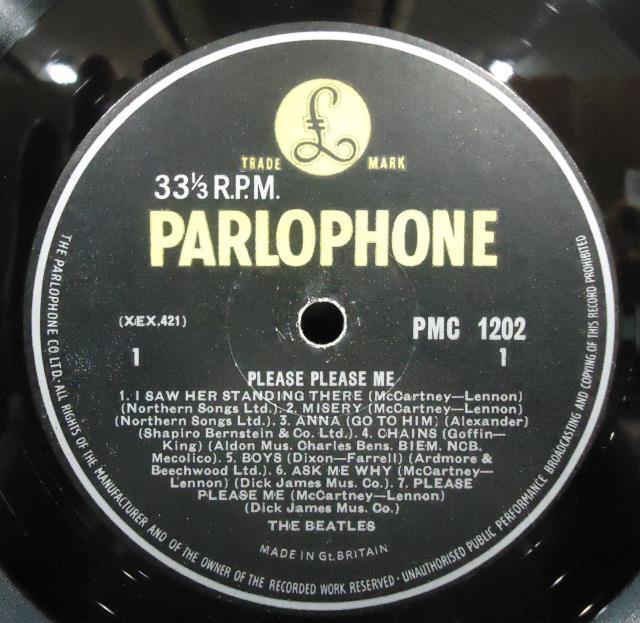 £
TRADE MARK
33⅓ R.P.M.
PARLOPHONE
(XEX.421)
PMC 1202
1
1
PLEASE PLEASE ME
1. I SAW HER STANDING THERE (McCartney—Lennon)
(Northern Songs Ltd.). 2. MISERY (McCartney—Lennon)
(Northern Songs Ltd.) 3. ANNA (GO TO HIM) (Alexander)
(Shapiro Bernstein & Co. Ltd.) 4. CHAINS (Goffin—
King) (Aldon Mus. Charles Bens. BIEM. NCB.
Mecolico). 5. BOYS (Dixon—Farrell) (Ardmore &
Beechwood Ltd.) 6. ASK ME WHY (McCartney—
Lennon) (Dick James Mus. Co.) 7. PLEASE
PLEASE ME (McCartney—Lennon)
(Dick James Mus. Co.)
THE BEATLES
MADE IN Gt. BRITAIN
THE PARLOPHONE CO. LTD. · ALL RIGHTS OF THE MANUFACTURER AND OF THE OWNER OF THE RECORDED WORK RESERVED · UNAUTHORISED PUBLIC PERFORMANCE BROADCASTING AND COPYING OF THIS RECORD PROHIBITED